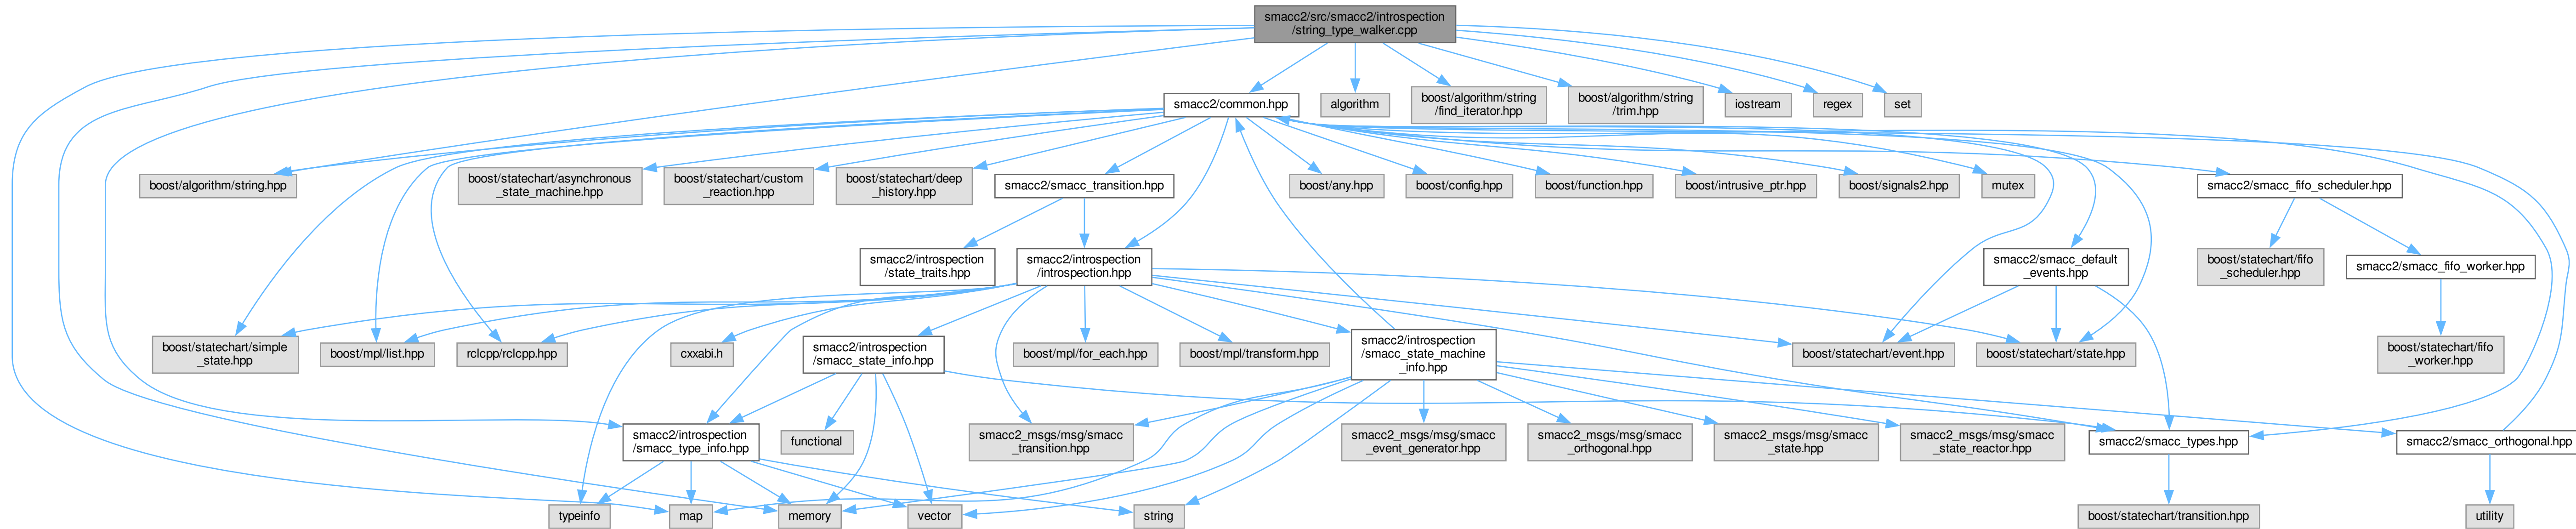 smacc2/src/smacc2/introspection
/string_type_walker.cpp
smacc2/common.hpp
algorithm
boost/algorithm/string
/find_iterator.hpp
boost/algorithm/string
/trim.hpp
iostream
regex
set
boost/algorithm/string.hpp
boost/statechart/asynchronous
_state_machine.hpp
boost/statechart/custom
_reaction.hpp
boost/statechart/deep
_history.hpp
smacc2/smacc_transition.hpp
boost/any.hpp
boost/config.hpp
boost/function.hpp
boost/intrusive_ptr.hpp
boost/signals2.hpp
mutex
smacc2/smacc_fifo_scheduler.hpp
smacc2/introspection
/state_traits.hpp
smacc2/introspection
/introspection.hpp
smacc2/smacc_default
_events.hpp
boost/statechart/fifo
_scheduler.hpp
smacc2/smacc_fifo_worker.hpp
boost/statechart/simple
_state.hpp
boost/mpl/list.hpp
rclcpp/rclcpp.hpp
cxxabi.h
smacc2/introspection
/smacc_state_info.hpp
boost/mpl/for_each.hpp
boost/mpl/transform.hpp
smacc2/introspection
/smacc_state_machine
_info.hpp
boost/statechart/event.hpp
boost/statechart/state.hpp
boost/statechart/fifo
_worker.hpp
smacc2/introspection
/smacc_type_info.hpp
functional
smacc2_msgs/msg/smacc
_transition.hpp
smacc2_msgs/msg/smacc
_event_generator.hpp
smacc2_msgs/msg/smacc
_orthogonal.hpp
smacc2_msgs/msg/smacc
_state.hpp
smacc2_msgs/msg/smacc
_state_reactor.hpp
smacc2/smacc_types.hpp
smacc2/smacc_orthogonal.hpp
typeinfo
map
memory
vector
string
boost/statechart/transition.hpp
utility